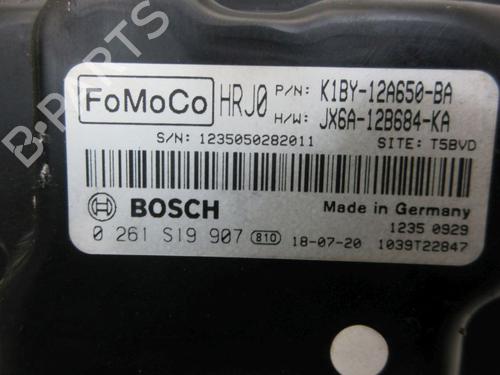 B-PARTS
FoMoCo HRJ0 P/N: K1BY-12A650-BA
H/W: JX6A-12B684-KA
S/N: 1235050282011 SITE: T5BVD
BOSCH Made in Germany
1235 0929
0 261 S19 907 810 18-07-20 1039T22847